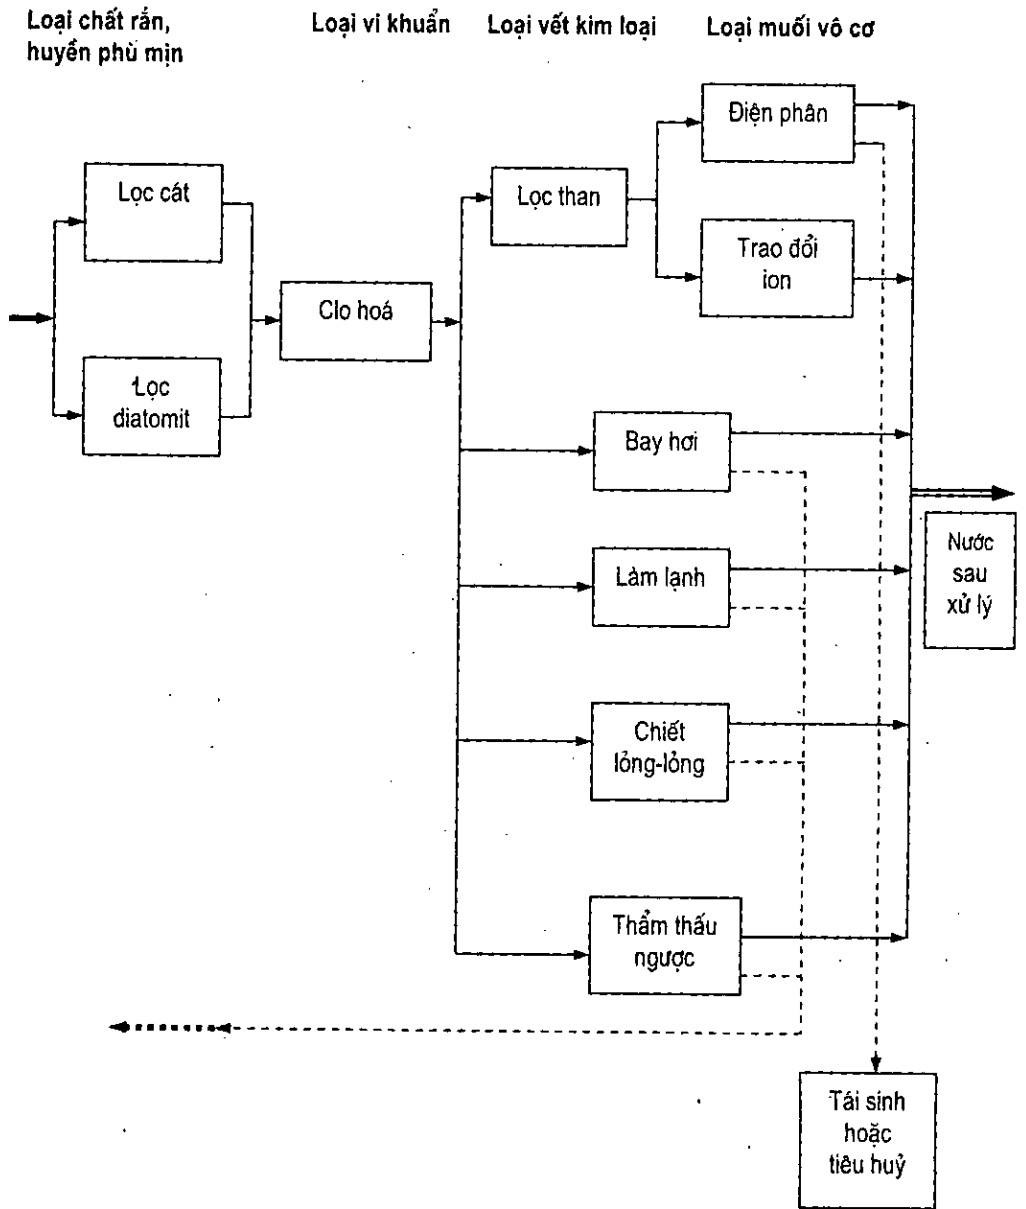 Loại chất rắn,
huyền phù mịn
Loại vi khuẩn
Loại vết kim loại
Loại muối vô cơ
Điện phân
Lọc cát
Lọc than
Trao đổi
ion
Clo hoá
Lọc
diatomit
Bay hơi
Nước
sau
xử lý
Làm lạnh
Chiết
lỏng-lỏng
Thẩm thấu
ngược
Tái sinh
hoặc
tiêu huỷ